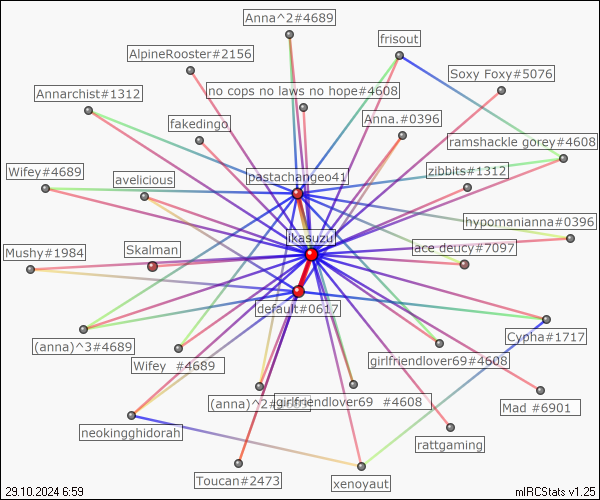 Anna^2#4689
frisout
AlpineRooster#2156
Soxy Foxy#5076
no cops no laws no hope#4608
Annarchist#1312
Anna.#0396
fakedingo
ramshackle gorey#4608
zibbits#1312
Wifey#4689
avelicious
pastachangeo41
hypomanianna#0396
ikasuzu
ace deucy#7097
Mushy#1984
Skalman
default#0617
Cypha#1717
(anna)^3#4689
girlfriendlover69#4608
Wifey #4689
(anna)^2#
girlfriendlover69 #4608
Mad #6901
neokingghidorah
rattgaming
Toucan#2473
xenoyaut
29.10.2024 6:59
mIRCStats v1.25